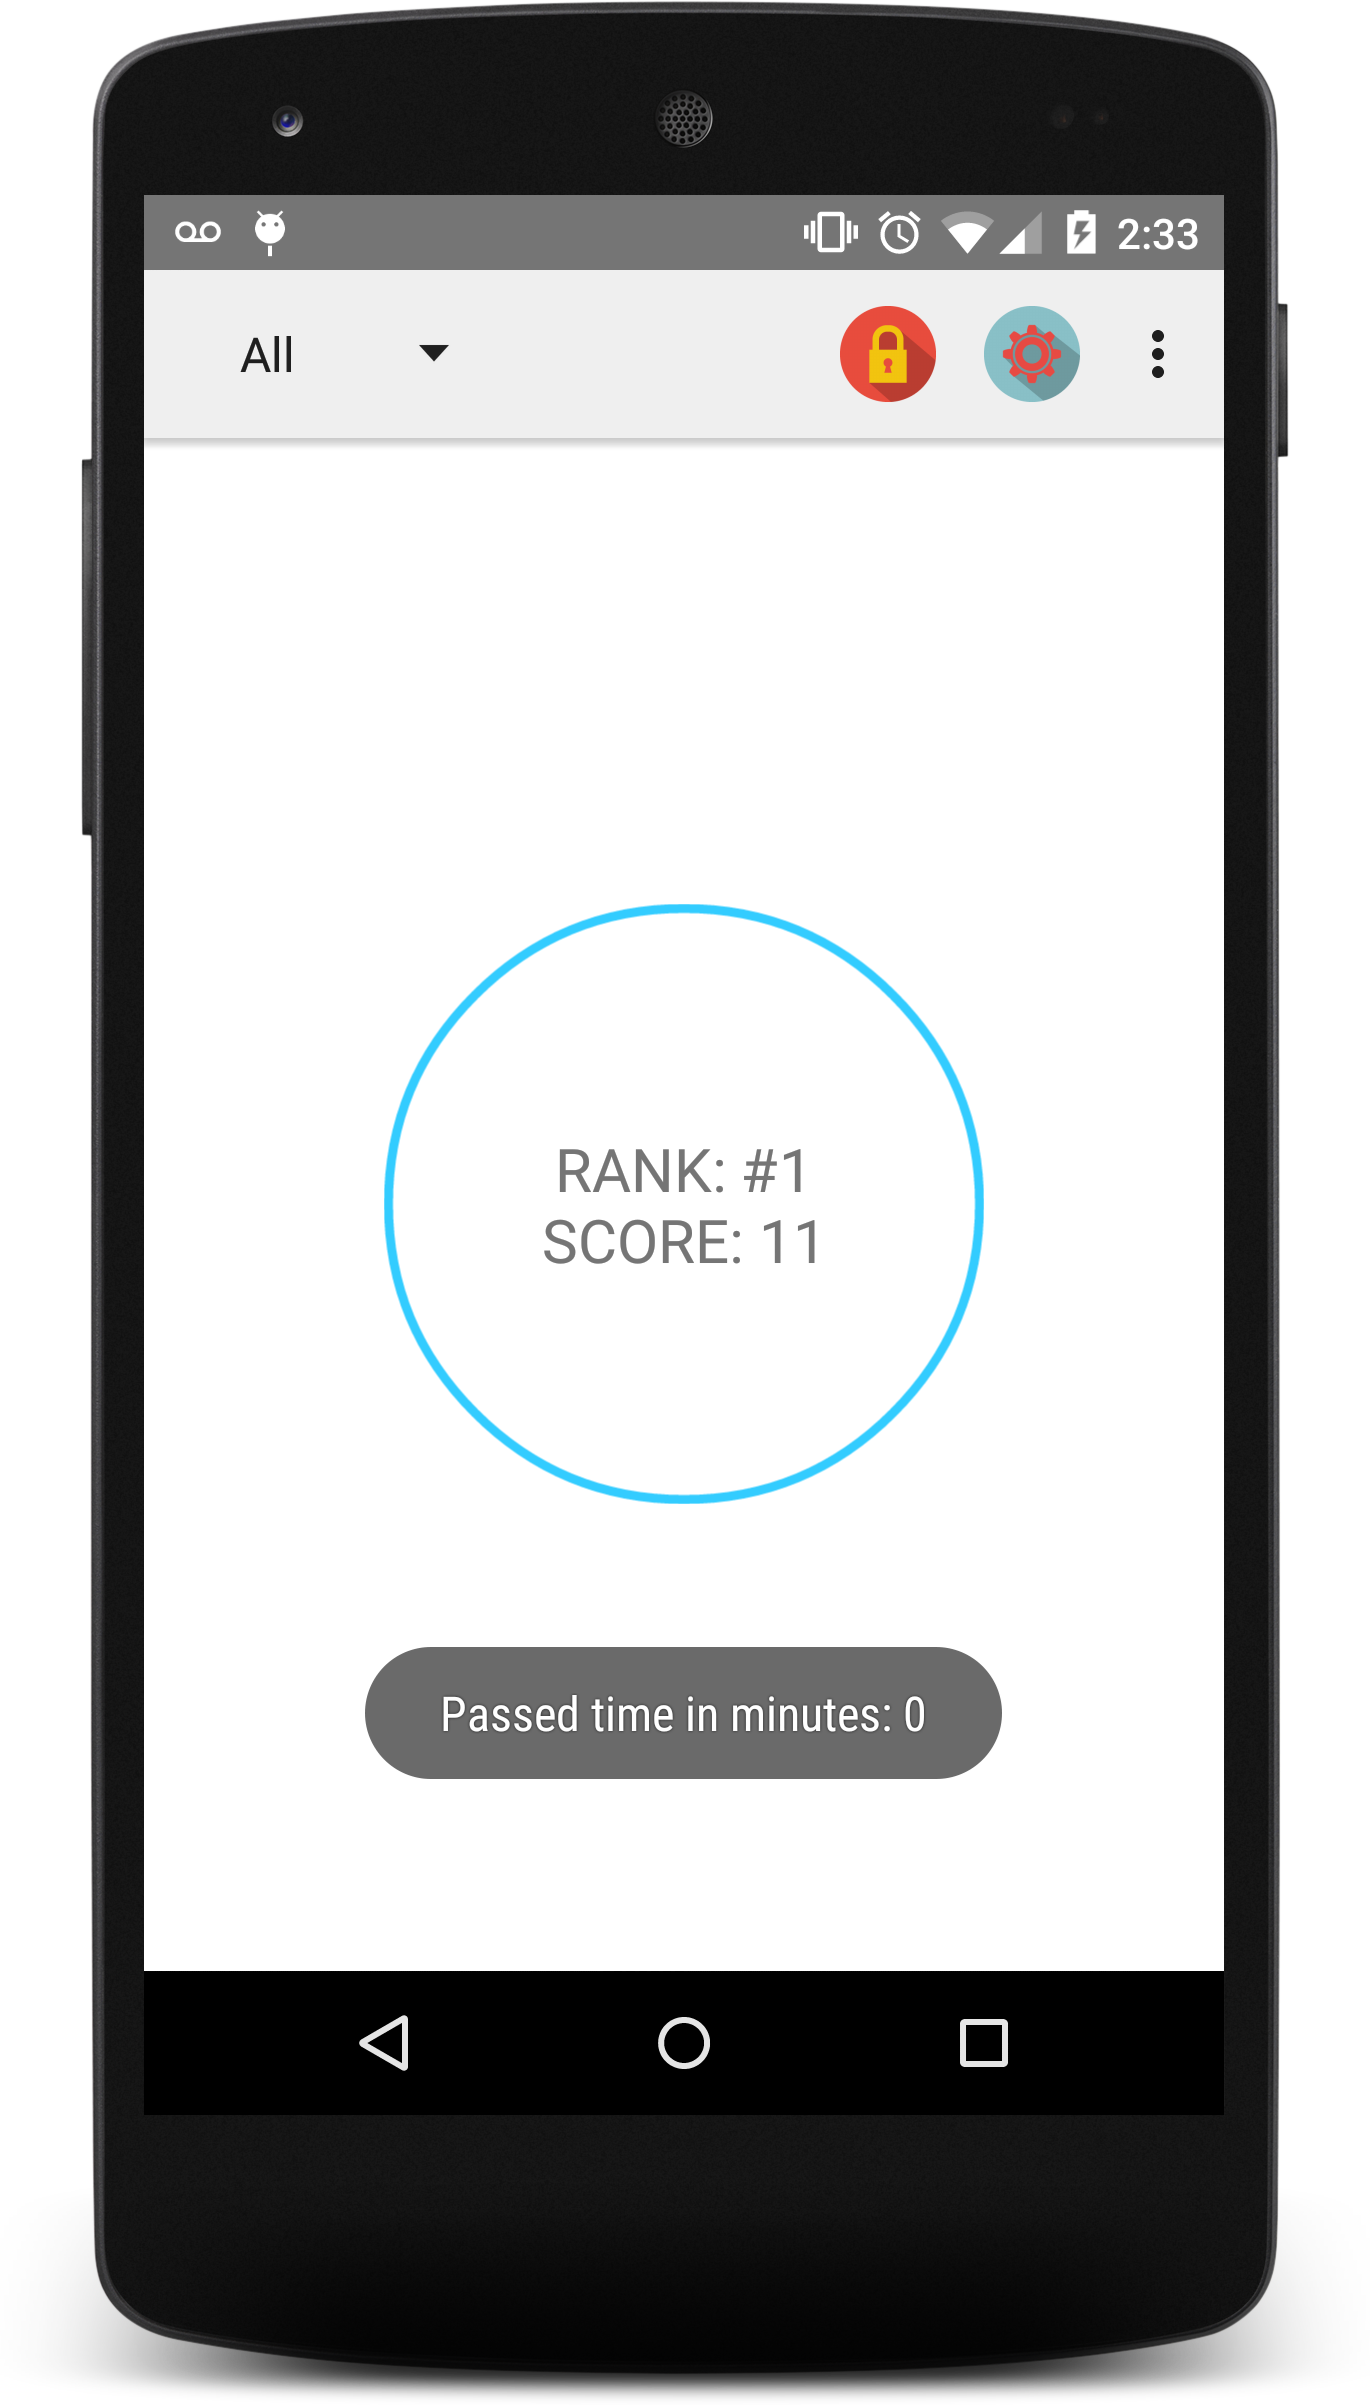 2:33
All
RANK: #1
SCORE: 11
Passed time in minutes: 0